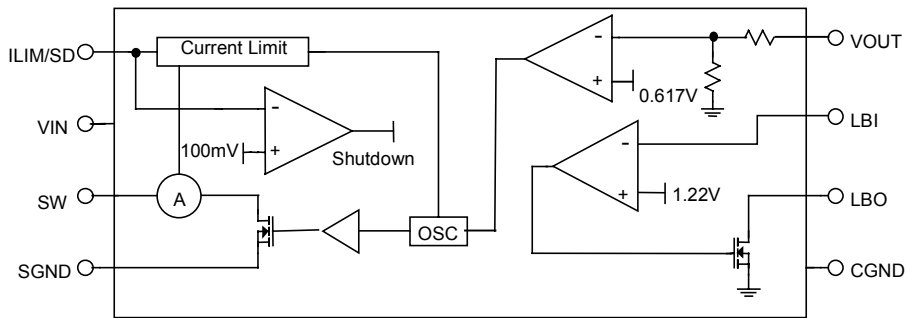 ILIM/SD
Current Limit
-
+
VOUT
0.617V
VIN
-
+
100mV
Shutdown
-
+
LBI
1.22V
SW
A
LBO
OSC
SGND
CGND